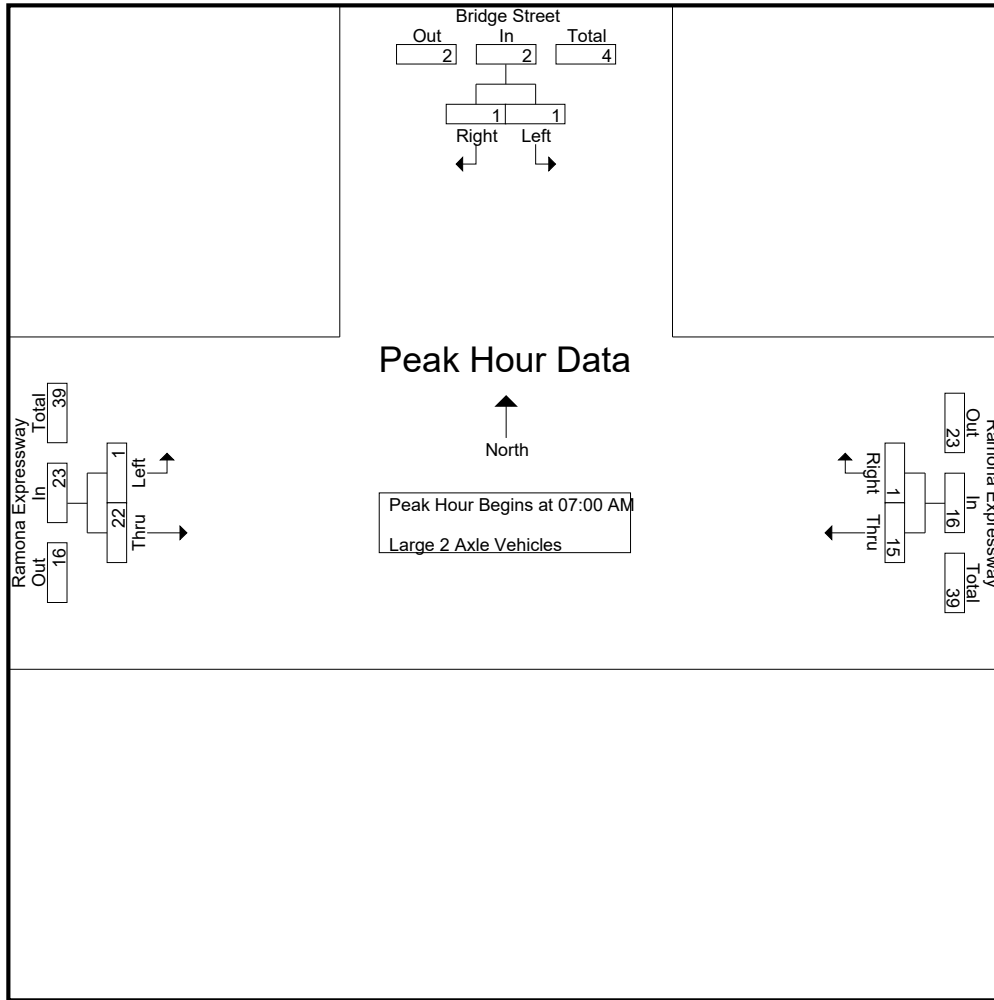 Bridge Street
Out In Total
2 2 4
1 1
Right Left
Peak Hour Data
North
Peak Hour Begins at 07:00 AM
Large 2 Axle Vehicles
Ramona Expressway
Out In Total
16 23 39
22 1
Thru Left
Ramona Expressway
Out In Total
23 16 39
1 15
Right Thru